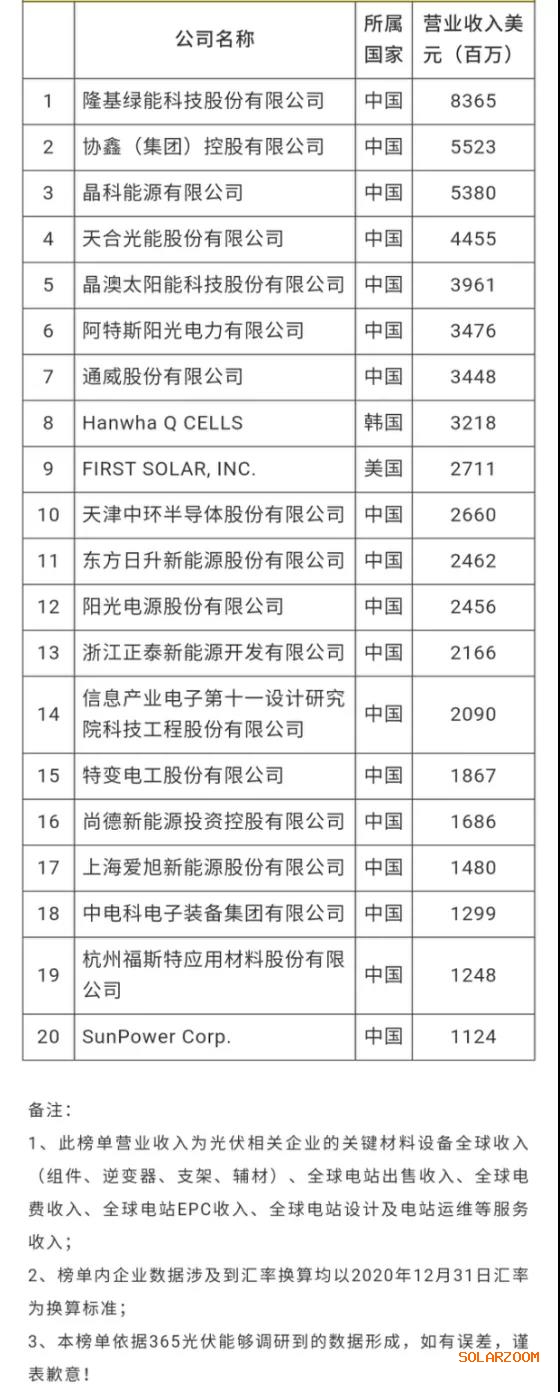 公司名称 所属 营业收入美
国家 元（百万）
1 隆基绿能科技股份有限公司 中国 8365
2 协鑫（集团）控股有限公司 中国 5523
3 晶科能源有限公司 中国 5380
4 天合光能股份有限公司 中国 4455
5 晶澳太阳能科技股份有限公司 中国 3961
6 阿特斯阳光电力有限公司 中国 3476
7 通威股份有限公司 中国 3448
8 Hanwha Q CELLS 韩国 3218
9 FIRST SOLAR, INC. 美国 2711
10 天津中环半导体股份有限公司 中国 2660
11 东方日升新能源股份有限公司 中国 2462
12 阳光电源股份有限公司 中国 2456
13 浙江正泰新能源开发有限公司 中国 2166
14 信息产业电子第十一设计研究 中国 2090
院科技工程股份有限公司
15 特变电工股份有限公司 中国 1867
16 尚德新能源投资控股有限公司 中国 1686
17 上海爱旭新能源股份有限公司 中国 1480
18 中电科电子装备集团有限公司 中国 1299
19 杭州福斯特应用材料股份有限 中国 1248
公司
20 SunPower Corp. 中国 1124
备注：
1、此榜单营业收入为光伏相关企业的关键材料设备全球收入
（组件、逆变器、支架、辅材）、全球电站出售收入、全球电
费收入、全球电站EPC收入、全球电站设计及电站运维等服务
收入；
2、榜单内企业数据涉及到汇率换算均以2020年12月31日汇率
为换算标准；
3、本榜单依据365光伏能够调研到的数据形成，如有误差，谨
表歉意！
SOLARZOOM